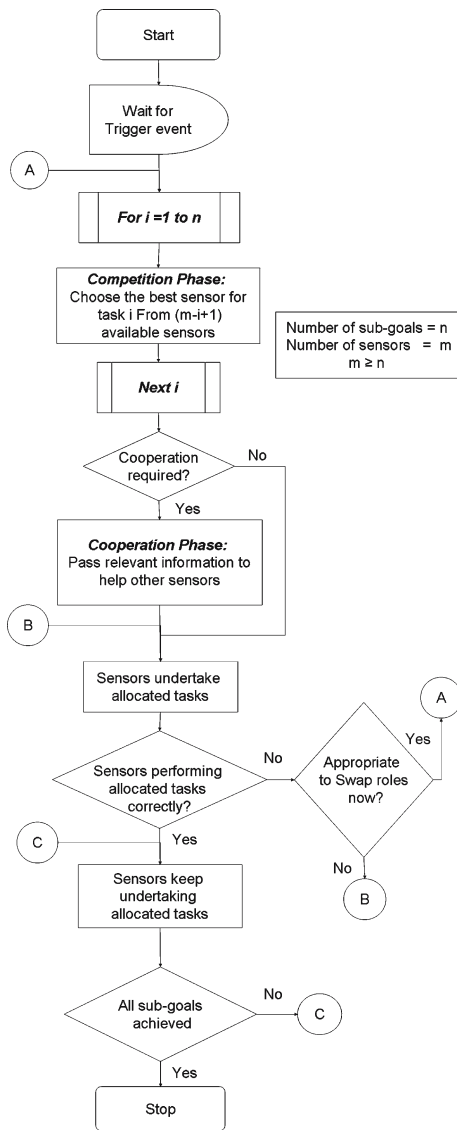 Start
Wait for
Trigger event
A
For i =1 to n
Competition Phase:
Choose the best sensor for
task i From (m-i+1)
available sensors
Number of sub-goals = n
Number of sensors = m
m ≥ n
Next i
Cooperation
required?
No
Yes
Cooperation Phase:
Pass relevant information to
help other sensors
B
Sensors undertake
allocated tasks
A
Yes
Sensors performing
allocated tasks
correctly?
No
Appropriate
to Swap roles
now?
Yes
No
B
C
Sensors keep
undertaking
allocated tasks
All sub-goals
achieved
No
C
Yes
Stop